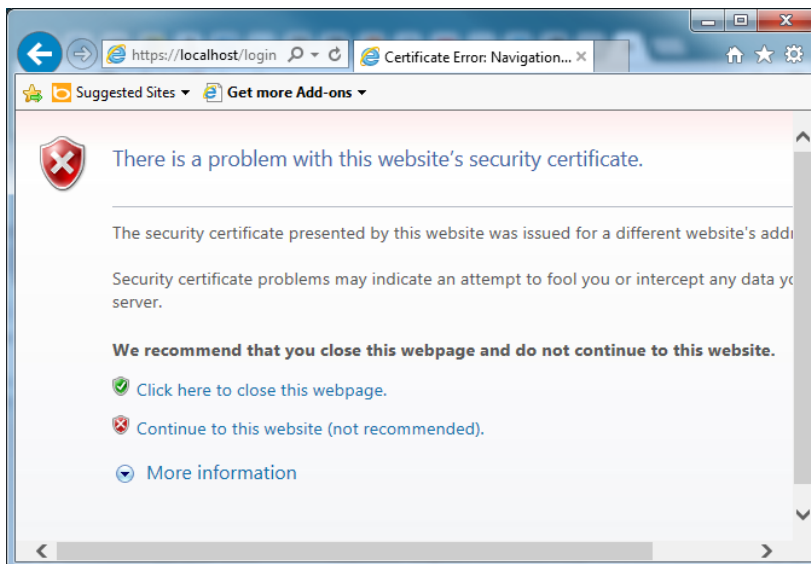 https://localhost/login
Certificate Error: Navigation...
Suggested Sites
Get more Add-ons
There is a problem with this website's security certificate.
The security certificate presented by this website was issued for a different website's
Security certificate problems may indicate an attempt to fool you or intercept any data
server.
We recommend that you close this webpage and do not continue to this website.
Click here to close this webpage.
Continue to this website (not recommended).
More information